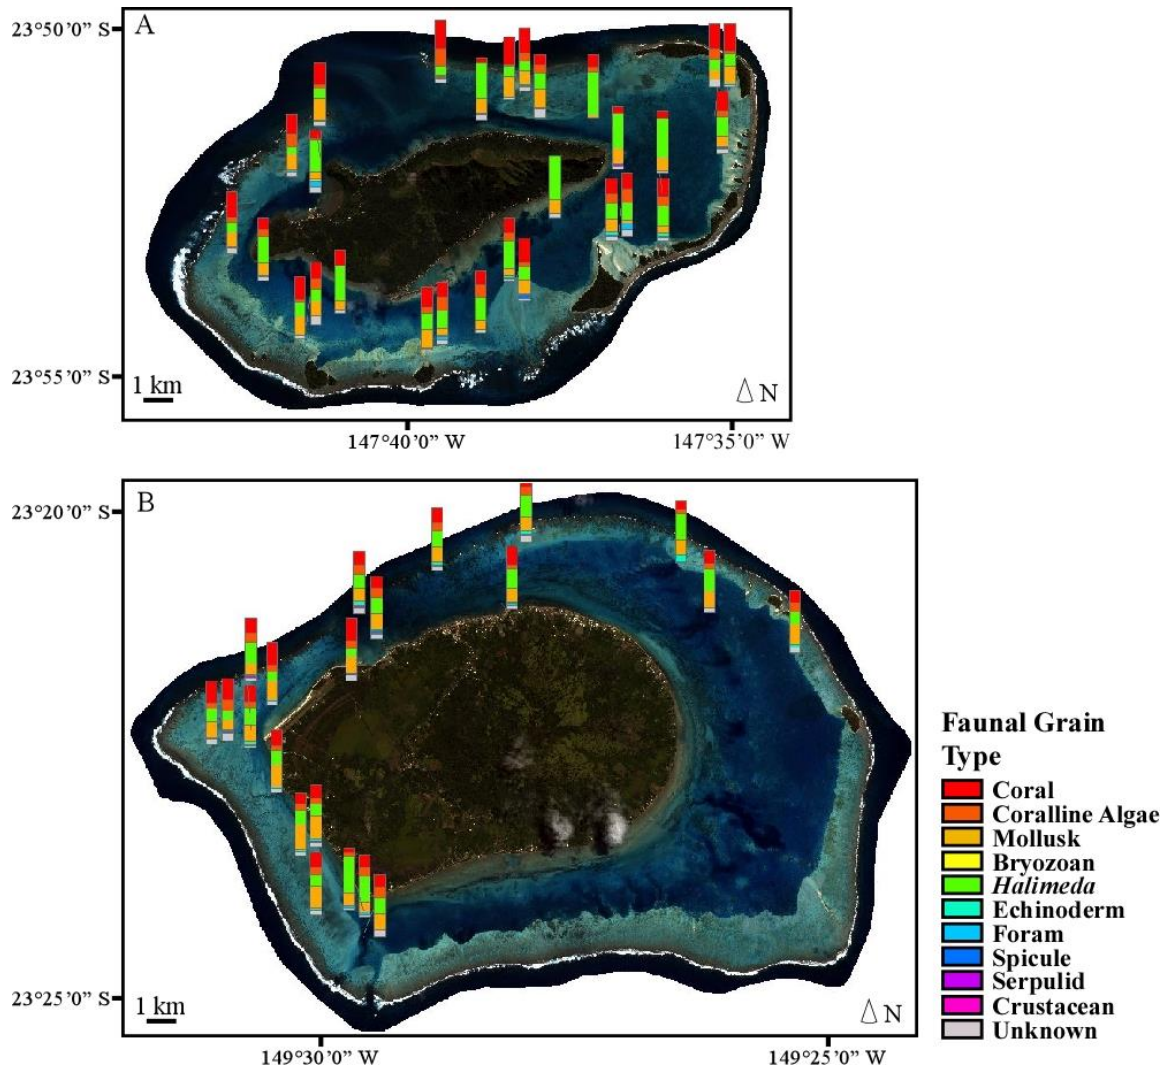 23°50'0” S
A
23°55'0” S
1 km
N
147°40'0” W
147°35'0” W
B
23°20'0” S
23°25'0” S
1 km
N
149°30'0” W
149°25'0” W
Faunal Grain
Type
Coral
Coralline Algae
Mollusk
Bryozoan
Halimeda
Echinoderm
Foram
Spicule
Serpulid
Crustacean
Unknown